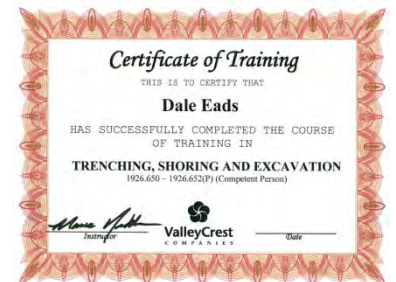 Certificate of Training
THIS IS TO CERTIFY THAT
Dale Eads
HAS SUCCESSFULLY COMPLETED THE COURSE
OF TRAINING IN
TRENCHING, SHORING AND EXCAVATION
1926.650 – 1926.652(P) (Competent Person)
Instructor
ValleyCrest
COMPANIES
Date